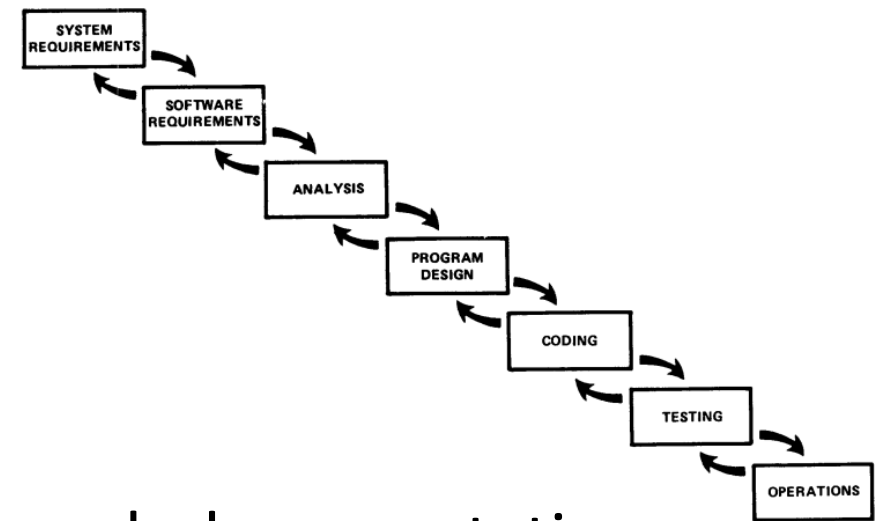 SYSTEM
REQUIREMENTS
SOFTWARE
REQUIREMENTS
ANALYSIS
PROGRAM
DESIGN
CODING
TESTING
OPERATIONS